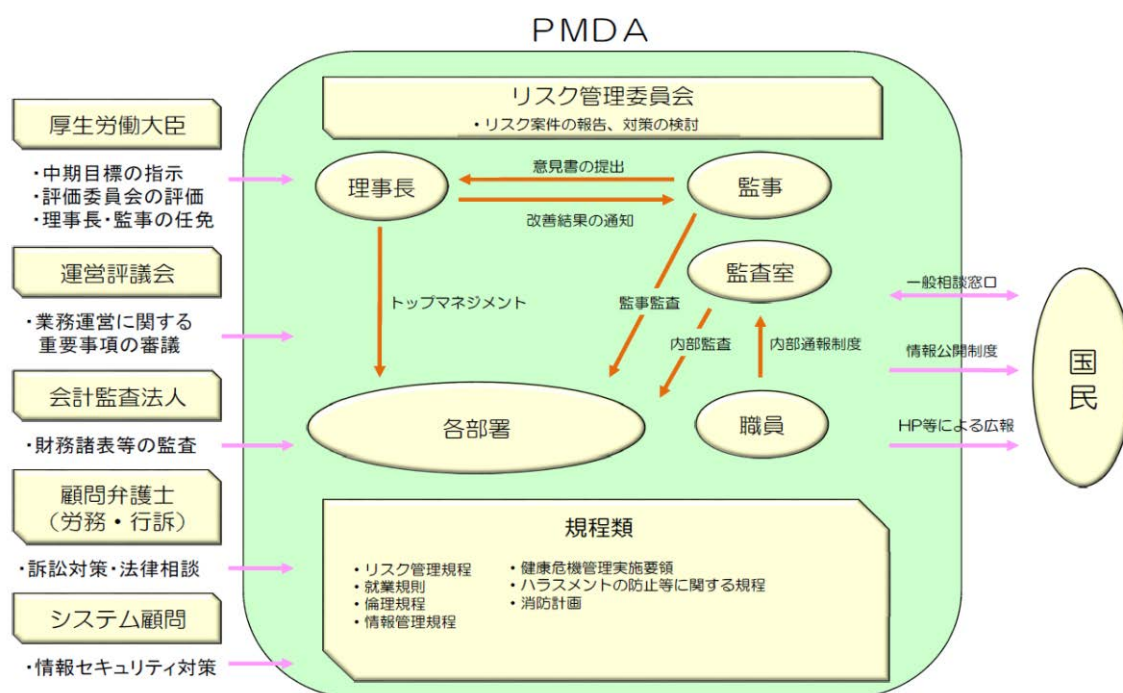 PMDA
厚生労働大臣
・中期目標の指示
・評価委員会の評価
・理事長・監事の任免
運営評議会
・業務運営に関する
重要事項の審議
会計監査法人
・財務諸表等の監査
顧問弁護士
（労務・行訴）
・訴訟対策・法律相談
システム顧問
・情報セキュリティ対策
リスク管理委員会
・リスク案件の報告、対策の検討
理事長
意見書の提出
監事
改善結果の通知
監査室
トップマネジメント
監事監査
内部監査
内部通報制度
各部署
職員
規程類
・リスク管理規程
・就業規則
・倫理規程
・情報管理規程
・健康危機管理実施要領
・ハラスメントの防止等に関する規程
・消防計画
一般相談窓口
情報公開制度
HP等による広報
国民